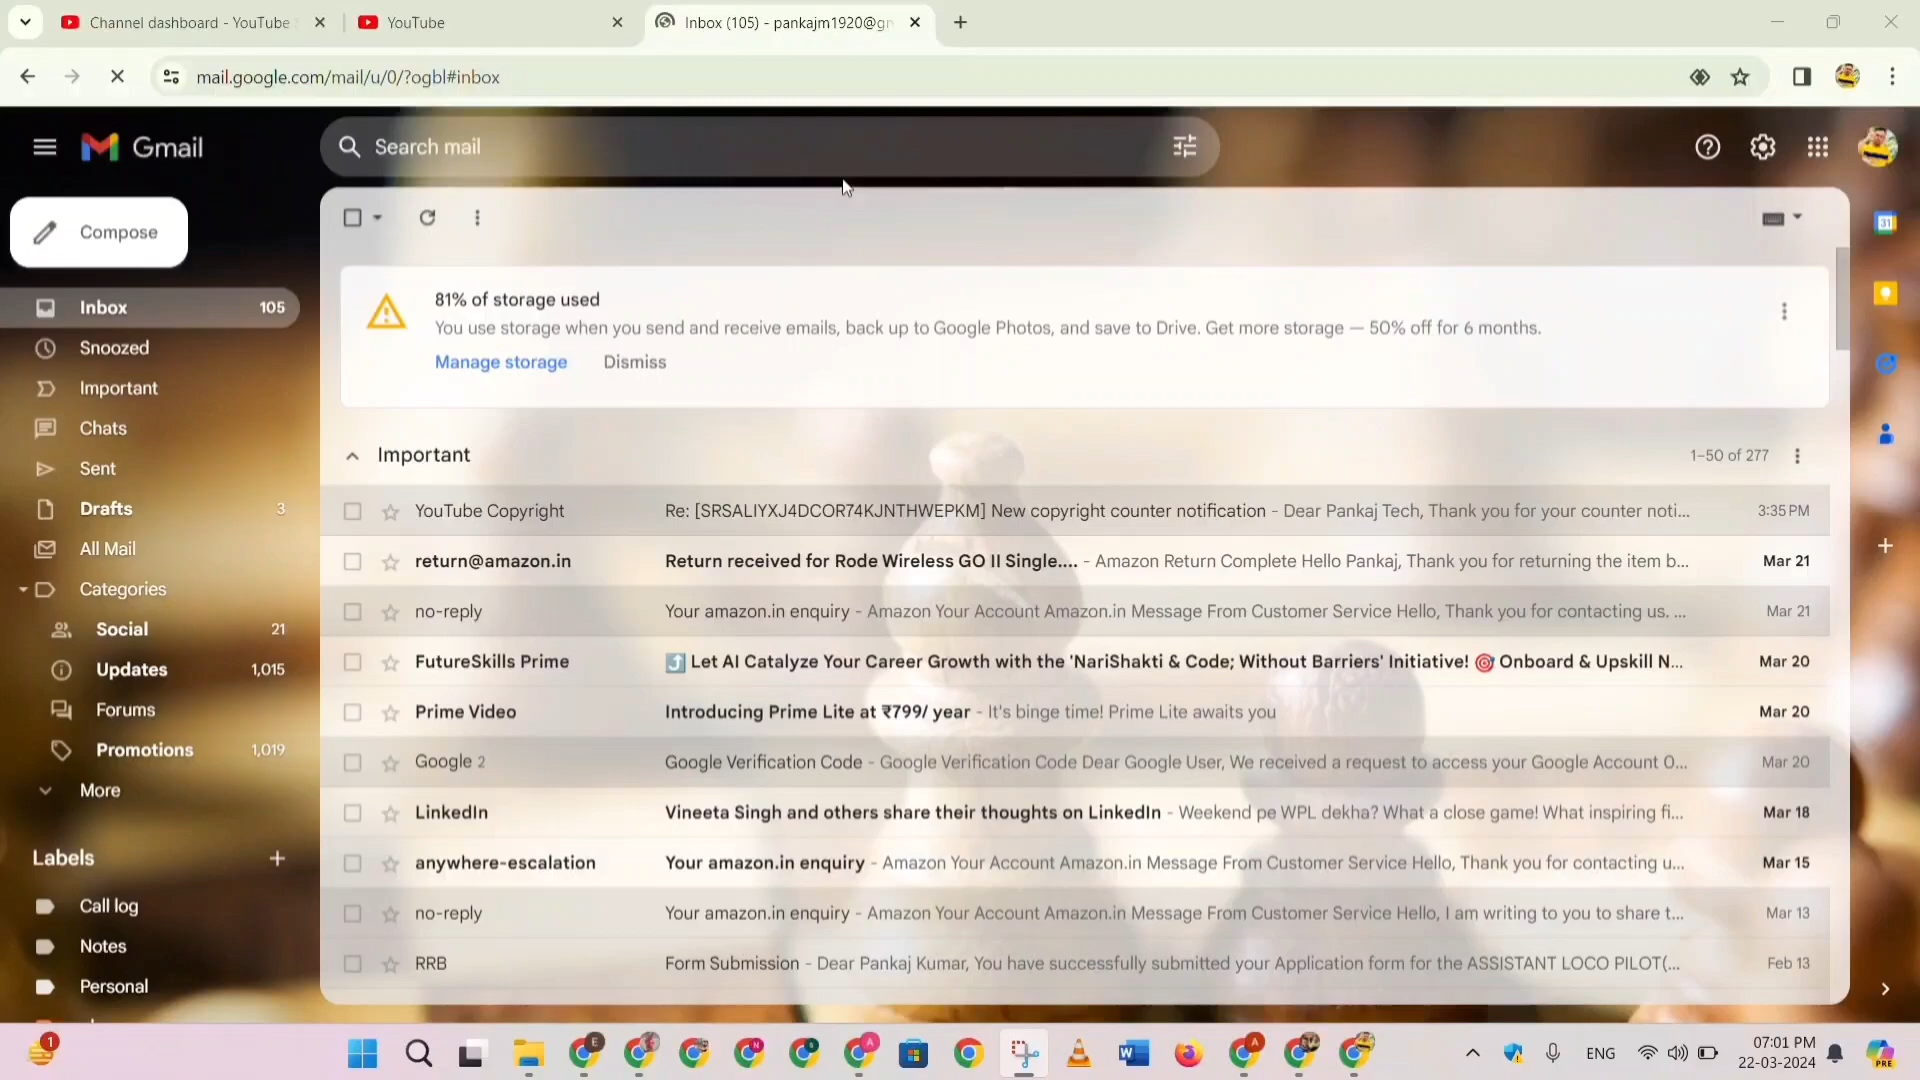 Channel dashboard - YouTube S
YouTube
Inbox (105) - pankajm1920@gm
mail.google.com/mail/u/0/?ogbl#inbox
Gmail
Search mail
Compose
Inbox 105
Snoozed
Important
Chats
Sent
Drafts 3
All Mail
Categories
Social 21
Updates 1,015
Forums
Promotions 1,019
More
Labels
Call log
Notes
Personal
81% of storage used
You use storage when you send and receive emails, back up to Google Photos, and save to Drive. Get more storage — 50% off for 6 months.
Manage storage Dismiss
Important 1–50 of 277
YouTube Copyright Re: [SRSALIYXJ4DCOR74KJNTHWEPKM] New copyright counter notification - Dear Pankaj Tech, Thank you for your counter noti... 3:35 PM
return@amazon.in Return received for Rode Wireless GO II Single.... - Amazon Return Complete Hello Pankaj, Thank you for returning the item b... Mar 21
no-reply Your amazon.in enquiry - Amazon Your Account Amazon.in Message From Customer Service Hello, Thank you for contacting us. ... Mar 21
FutureSkills Prime ⤴️ Let AI Catalyze Your Career Growth with the 'NariShakti & Code; Without Barriers' Initiative! 🎯 Onboard & Upskill N... Mar 20
Prime Video Introducing Prime Lite at ₹799/ year - It's binge time! Prime Lite awaits you Mar 20
Google 2 Google Verification Code - Google Verification Code Dear Google User, We received a request to access your Google Account 0... Mar 20
LinkedIn Vineeta Singh and others share their thoughts on LinkedIn - Weekend pe WPL dekha? What a close game! What inspiring fi... Mar 18
anywhere-escalation Your amazon.in enquiry - Amazon Your Account Amazon.in Message From Customer Service Hello, Thank you for contacting u... Mar 15
no-reply Your amazon.in enquiry - Amazon Your Account Amazon.in Message From Customer Service Hello, I am writing to you to share t... Mar 13
RRB Form Submission - Dear Pankaj Kumar, You have successfully submitted your Application form for the ASSISTANT LOCO PILOT(... Feb 13
31
1
E
N
S
A
W
A
ENG
07:01 PM
22-03-2024
PRE